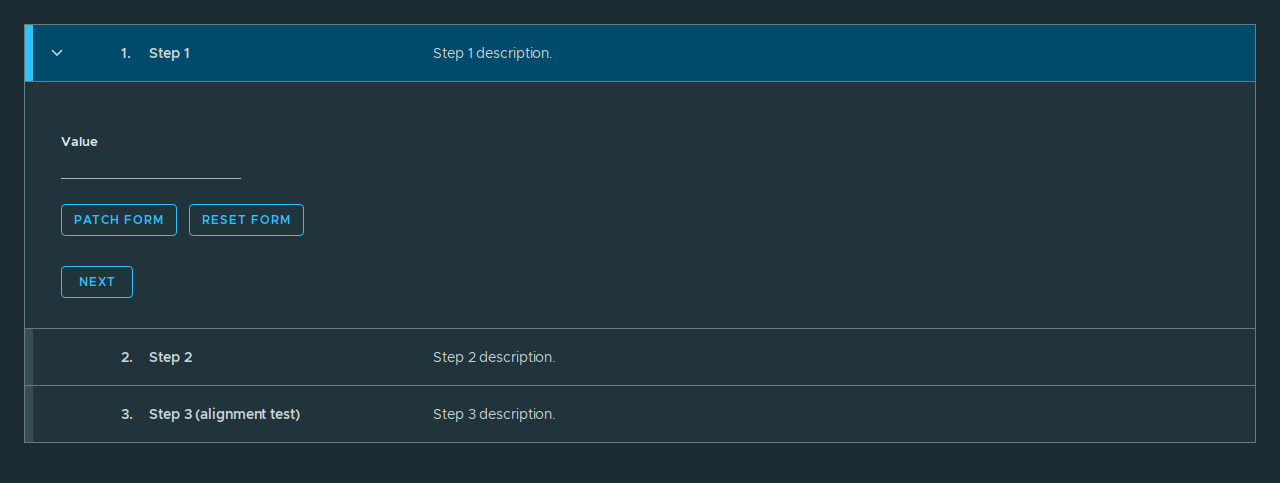 1. Step 1 Step 1 description.
Value
PATCH FORM RESET FORM
NEXT
2. Step 2 Step 2 description.
3. Step 3 (alignment test) Step 3 description.